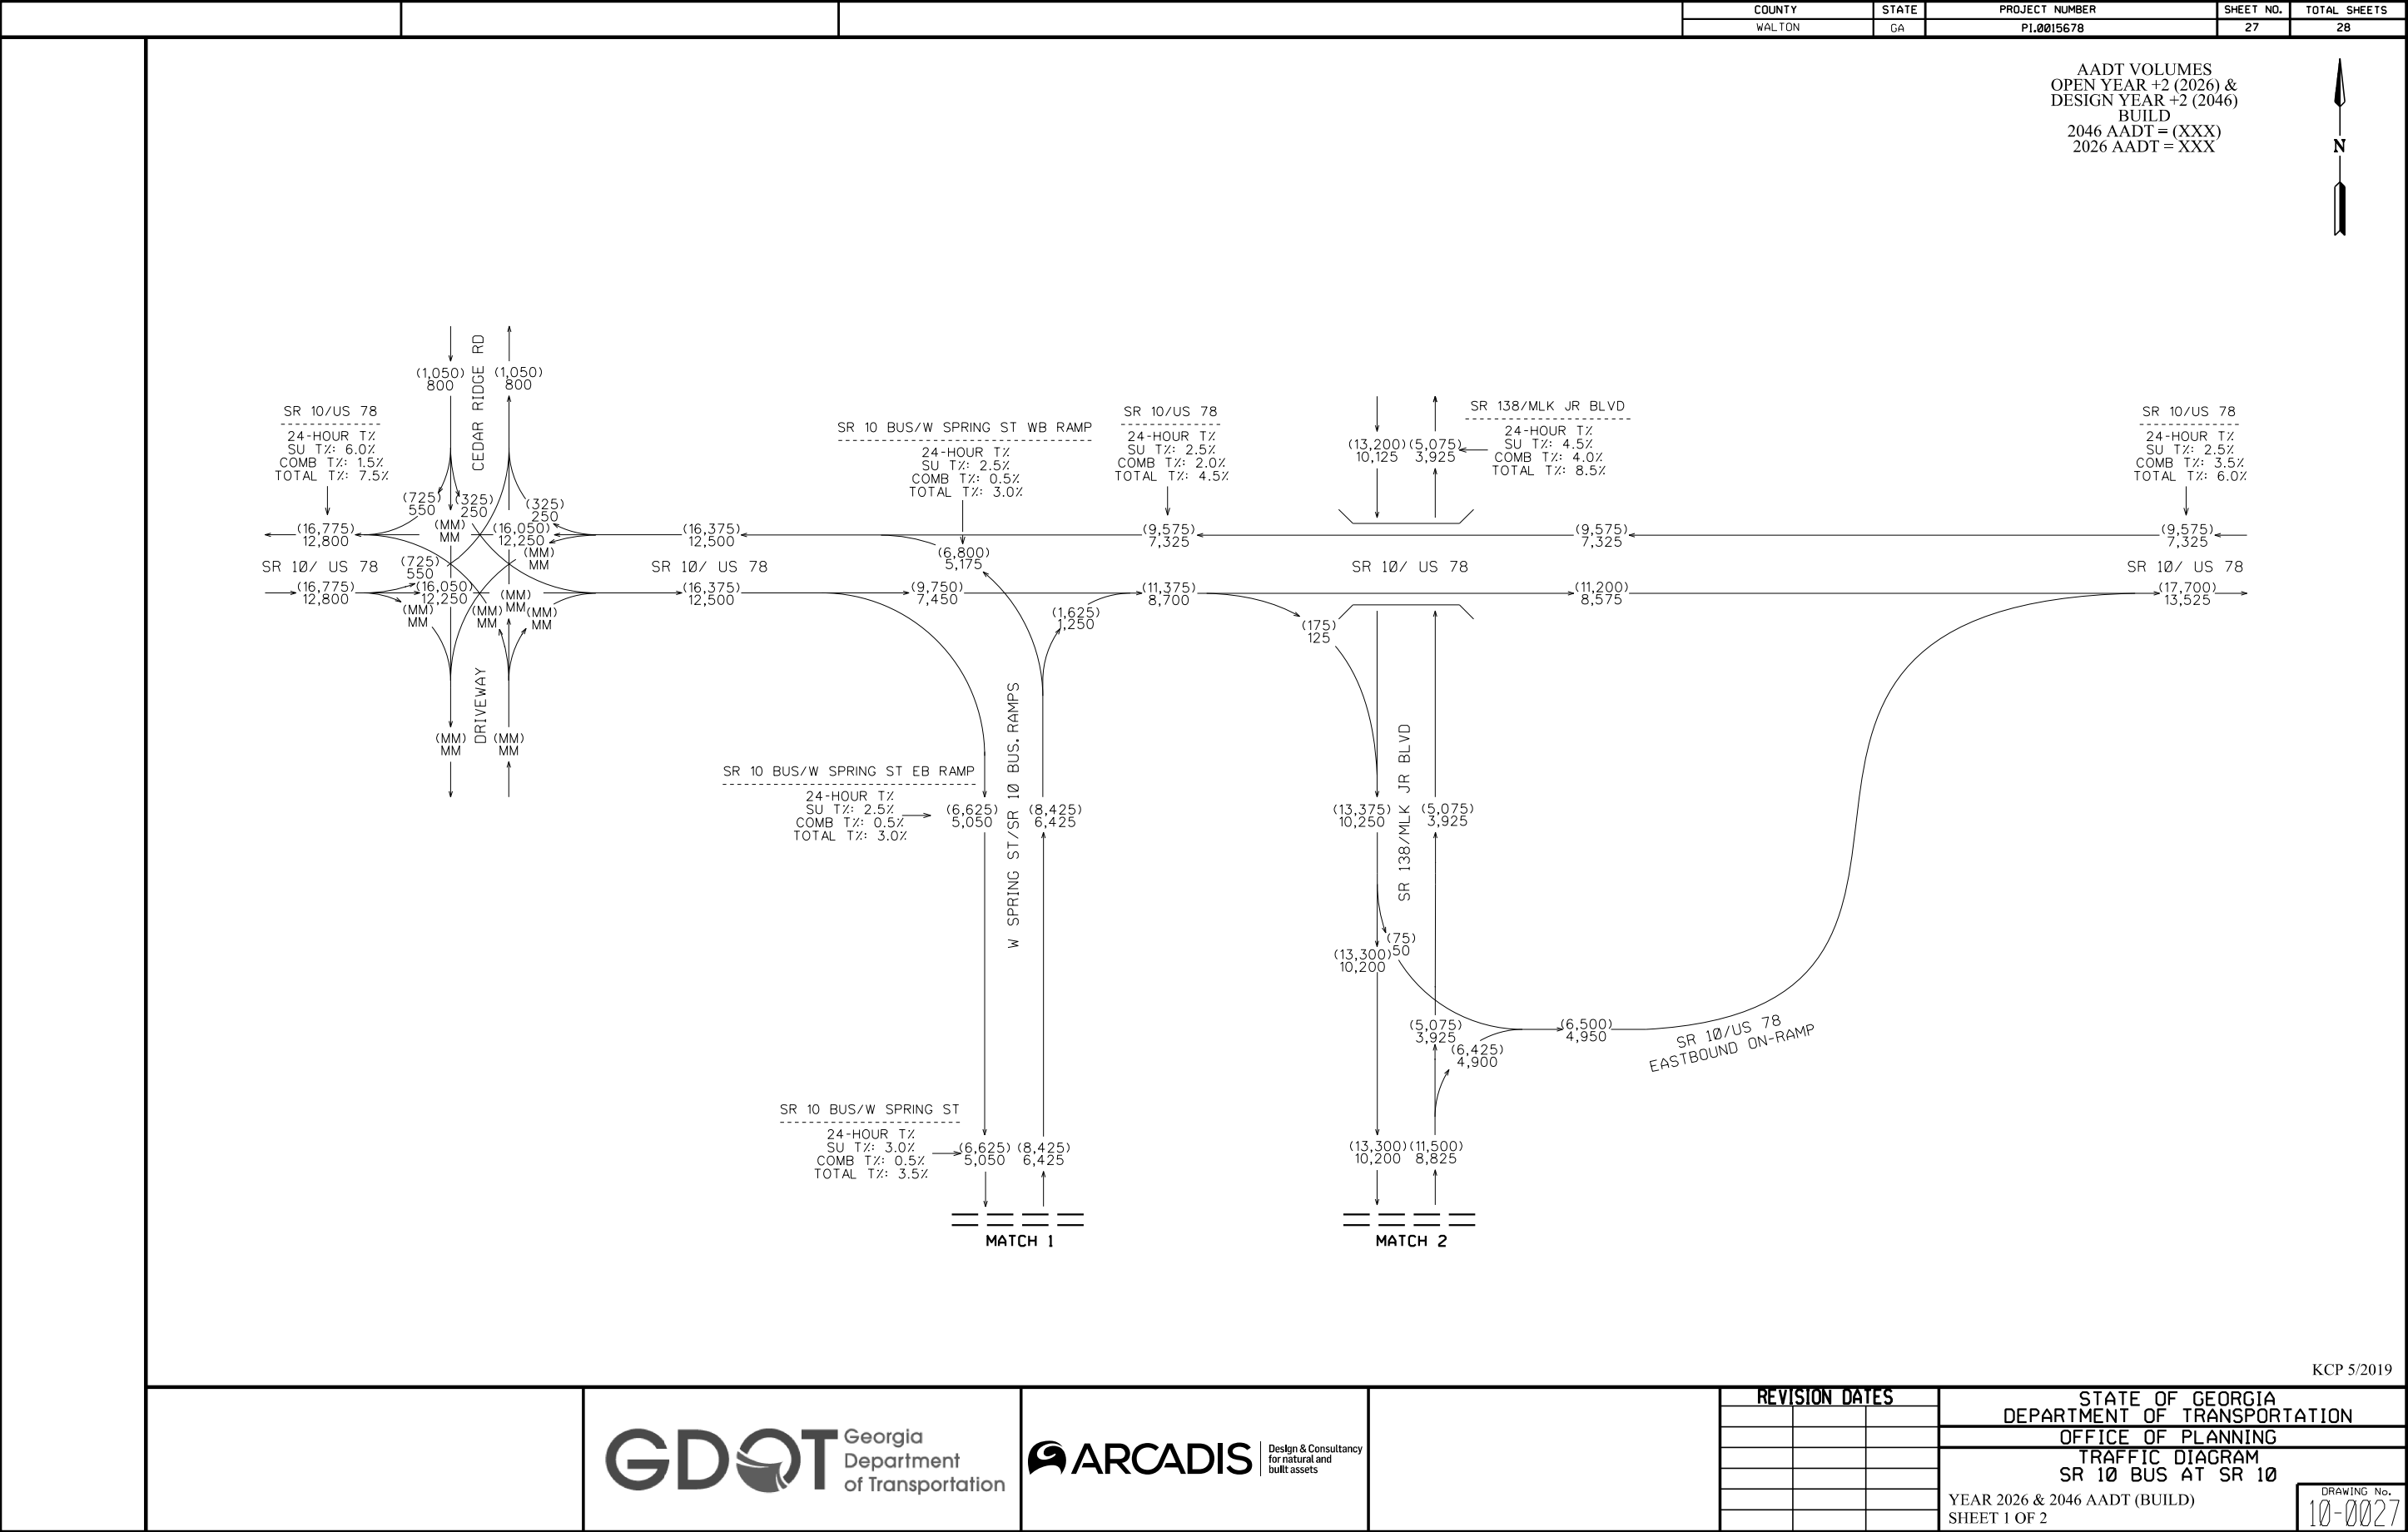 COUNTY STATE PROJECT NUMBER SHEET NO. TOTAL SHEETS
WALTON GA PI.0015678 27 28
AADT VOLUMES
OPEN YEAR +2 (2026) &
DESIGN YEAR +2 (2046)
BUILD
2046 AADT = (XXX)
2026 AADT = XXX
N
CEDAR RIDGE RD
(1,050)
800
(1,050)
800
SR 10/US 78
24-HOUR T%
SU T%: 6.0%
COMB T%: 1.5%
TOTAL T%: 7.5%
(725)
550
(325)
250
(325)
250
(MM)
MM
(16,775)
12,800
(16,050)
12,250
(MM)
MM
SR 10/ US 78
(725)
550
(16,775)
12,800
(16,050)
12,250
(MM)
MM
(MM)
MM
(MM)
MM
(MM)
MM
DRIVEWAY
(MM)
MM
(MM)
MM
(16,375)
12,500
SR 10/ US 78
(16,375)
12,500
SR 10 BUS/W SPRING ST WB RAMP
24-HOUR T%
SU T%: 2.5%
COMB T%: 0.5%
TOTAL T%: 3.0%
(6,800)
5,175
(9,750)
7,450
(1,625)
1,250
SR 10/US 78
24-HOUR T%
SU T%: 2.5%
COMB T%: 2.0%
TOTAL T%: 4.5%
(9,575)
7,325
(11,375)
8,700
(175)
125
SR 138/MLK JR BLVD
24-HOUR T%
SU T%: 4.5%
COMB T%: 4.0%
TOTAL T%: 8.5%
(13,200)
10,125
(5,075)
3,925
SR 10/ US 78
(9,575)
7,325
(11,200)
8,575
SR 10/US 78
24-HOUR T%
SU T%: 2.5%
COMB T%: 3.5%
TOTAL T%: 6.0%
(9,575)
7,325
SR 10/ US 78
(17,700)
13,525
W SPRING ST/SR 10 BUS. RAMPS
SR 10 BUS/W SPRING ST EB RAMP
24-HOUR T%
SU T%: 2.5%
COMB T%: 0.5%
TOTAL T%: 3.0%
(6,625)
5,050
(8,425)
6,425
SR 138/MLK JR BLVD
(13,375)
10,250
(5,075)
3,925
(75)
50
(13,300)
10,200
(5,075)
3,925
(6,425)
4,900
(6,500)
4,950
SR 10/US 78
EASTBOUND ON-RAMP
SR 10 BUS/W SPRING ST
24-HOUR T%
SU T%: 3.0%
COMB T%: 0.5%
TOTAL T%: 3.5%
(6,625)
5,050
(8,425)
6,425
(13,300)
10,200
(11,500)
8,825
MATCH 1
MATCH 2
KCP 5/2019
GDOT
Georgia
Department
of Transportation
ARCADIS
Design & Consultancy
for natural and
built assets
REVISION DATES
STATE OF GEORGIA
DEPARTMENT OF TRANSPORTATION
OFFICE OF PLANNING
TRAFFIC DIAGRAM
SR 10 BUS AT SR 10
YEAR 2026 & 2046 AADT (BUILD)
SHEET 1 OF 2
DRAWING No.
10-0027